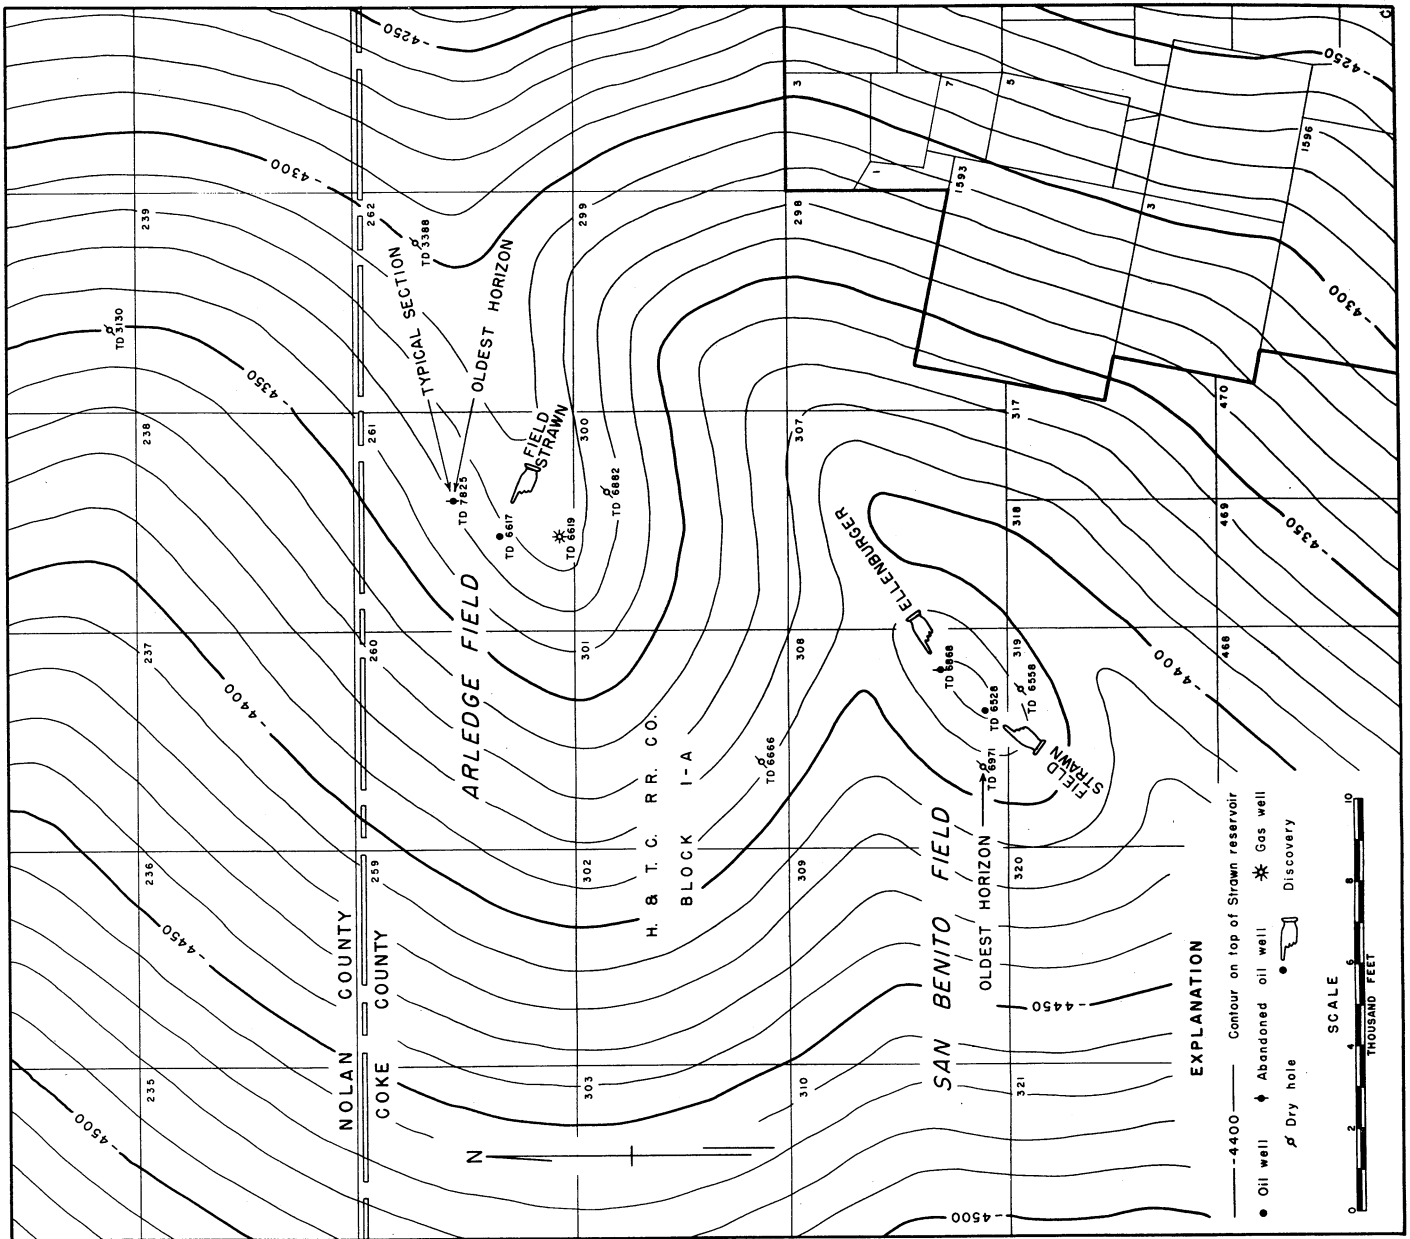 -4250
-4300
239
262
TD 3388
299
298
3
7
5
1
1593
3
1596
-4250
-4300
TD 3130
-4350
238
261
TYPICAL SECTION
OLDEST HORIZON
TD 7825
TD 6617
TD 6619
FIELD
STRAWN
300
TD 6882
307
317
470
237
-4400
260
ARLEDGE FIELD
301
308
ELLENBURGER
318
469
-4350
TD 6868
319
TD 6528
TD 6558
TD 6971
FIELD
STRAWN
468
-4400
H. & T. C. RR. CO.
BLOCK 1-A
TD 6666
236
-4450
259
302
309
320
SAN BENITO FIELD
OLDEST HORIZON
-4450
NOLAN COUNTY
COKE COUNTY
235
-4500
303
310
321
-4500
N
EXPLANATION
-4400 Contour on top of Strawn reservoir
Oil well Abandoned oil well Gas well
Dry hole Discovery
SCALE
0 2 4 6 8 10
THOUSAND FEET